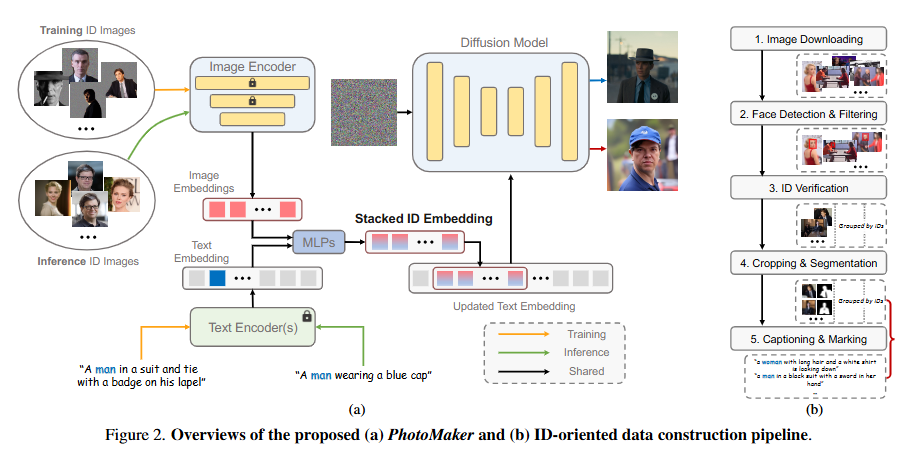 Training ID Images
Image Encoder
Diffusion Model
Image
Embeddings
Stacked ID Embedding
MLPs
Text
Embedding
Inference ID Images
Updated Text Embedding
Text Encoder(s)
Training
Inference
Shared
"A man in a suit and tie
with a badge on his lapel"
"A man wearing a blue cap"
(a)
1. Image Downloading
2. Face Detection & Filtering
3. ID Verification
Grouped by IDs
4. Cropping & Segmentation
Grouped by IDs
5. Captioning & Marking
"a woman with long hair and a white shirt
is looking down"
"a man in a black suit with a sword in her
hand"
...
(b)
Figure 2. Overviews of the proposed (a) PhotoMaker and (b) ID-oriented data construction pipeline.